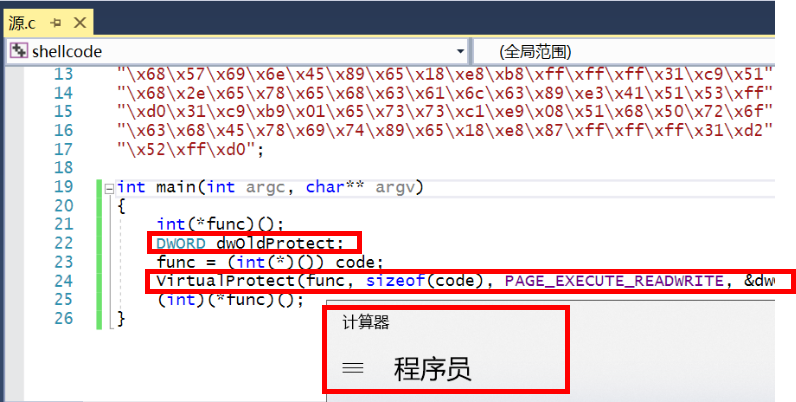 源.c
shellcode (全局范围)
13 "\x68\x57\x69\x6e\x45\x89\x65\x18\xe8\xb8\xff\xff\xff\x31\xc9\x51"
14 "\x68\x2e\x65\x78\x65\x68\x63\x61\x6c\x63\x89\xe3\x41\x51\x53\xff"
15 "\xd0\x31\xc9\xb9\x01\x65\x73\x73\xc1\xe9\x08\x51\x68\x50\x72\x6f"
16 "\x63\x68\x45\x78\x69\x74\x89\x65\x18\xe8\x87\xff\xff\xff\x31\xd2"
17 "\x52\xff\xd0";
18
19 int main(int argc, char** argv)
20 {
21 int(*func)();
22 DWORD dwOldProtect;
23 func = (int(*)()) code;
24 VirtualProtect(func, sizeof(code), PAGE_EXECUTE_READWRITE, &dw
25 (int)(*func)();
26 }
计算器
程序员